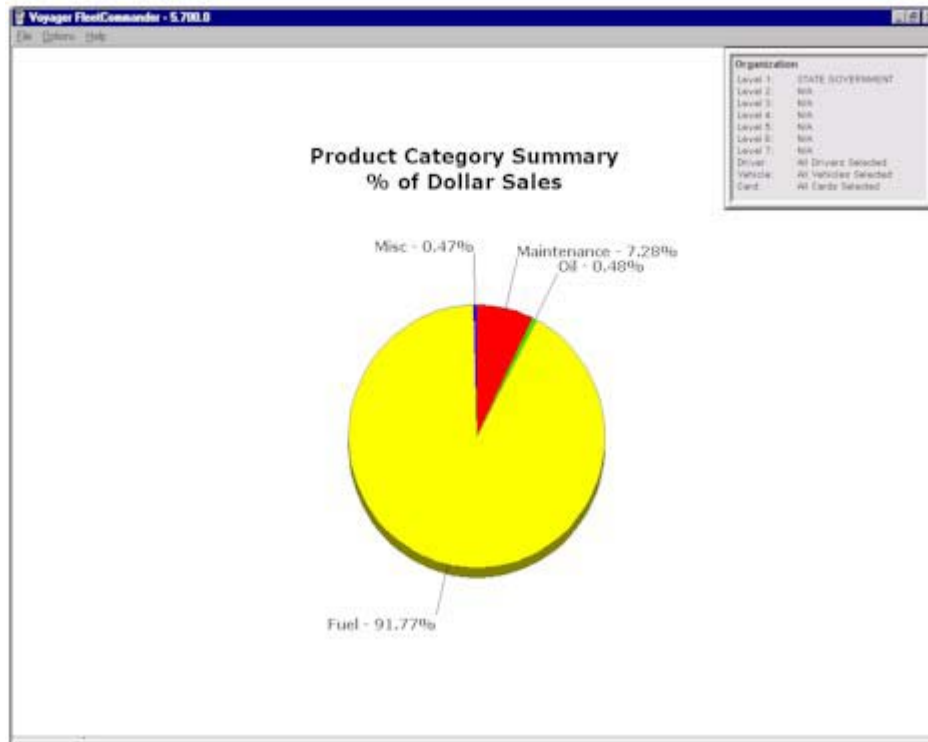 Voyager FleetCommander - 5.700.0
File Options Help
Organization
Level 1: STATE GOVERNMENT
Level 2: N/A
Level 3: N/A
Level 4: N/A
Level 5: N/A
Level 6: N/A
Level 7: N/A
Driver: All Drivers Selected
Vehicle: All Vehicles Selected
Card: All Cards Selected
Product Category Summary
% of Dollar Sales
Misc - 0.47%
Maintenance - 7.28%
Oil - 0.48%
Fuel - 91.77%